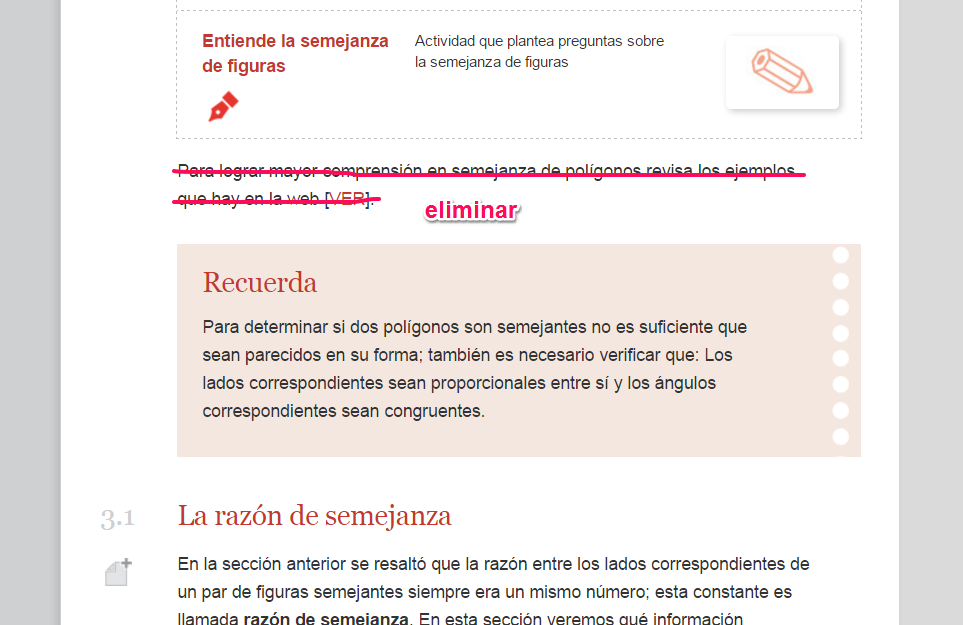 Entiende la semejanza
de figuras
Actividad que plantea preguntas sobre
la semejanza de figuras
Para lograr mayor comprensión en semejanza de polígonos revisa los ejemplos
que hay en la web [VER].
eliminar
Recuerda
Para determinar si dos polígonos son semejantes no es suficiente que
sean parecidos en su forma; también es necesario verificar que: Los
lados correspondientes sean proporcionales entre sí y los ángulos
correspondientes sean congruentes.
3.1 La razón de semejanza
En la sección anterior se resaltó que la razón entre los lados correspondientes de
un par de figuras semejantes siempre era un mismo número; esta constante es
llamada razón de semejanza. En esta sección veremos qué información